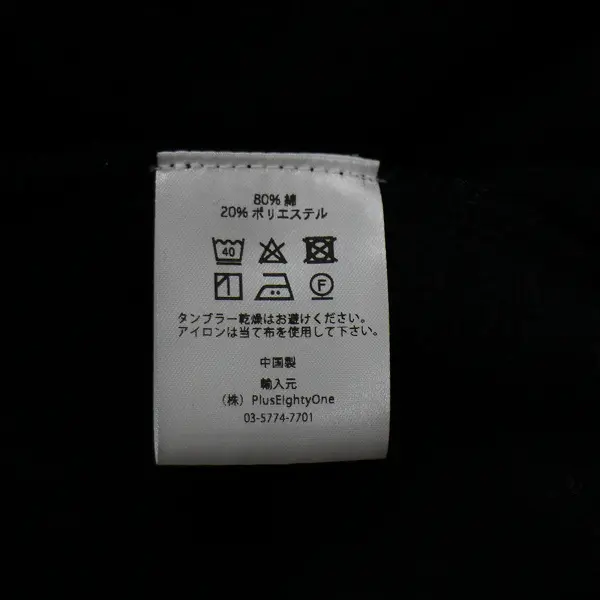 80% 綿
20% ポリエステル
40
F
タンブラー乾燥はお避けください。
アイロンは当て布を使用して下さい。
中国製
輸入元
（株）PlusEightyOne
03-5774-7701